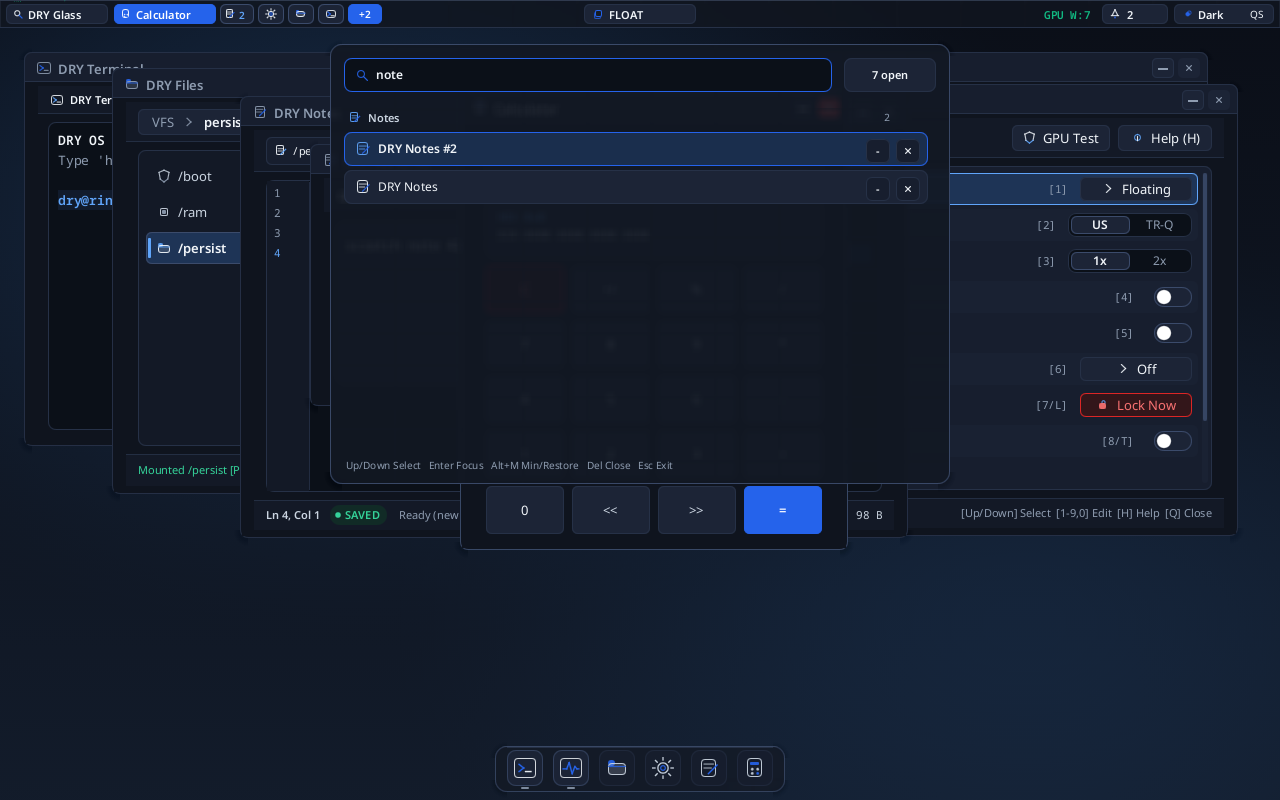 DRY Glass
Calculator
2
+2
FLOAT
GPU W:7
2
Dark
QS
DRY Terminal
DRY Ter
DRY OS
Type 'h
dry@rin
DRY Files
VFS > persis
/boot
/ram
/persist
Mounted /persist [P
DRY Note
/pe
1
2
3
4
Ln 4, Col 1
SAVED
Ready (new
98 B
note
7 open
Notes
2
DRY Notes #2
- ×
DRY Notes
- ×
Up/Down Select Enter Focus Alt+M Min/Restore Del Close Esc Exit
0
<<
>>
=
GPU Test
Help (H)
[1] > Floating
[2] US TR-Q
[3] 1x 2x
[4]
[5]
[6] > Off
[7/L] Lock Now
[8/T]
[Up/Down] Select [1-9,0] Edit [H] Help [Q] Close